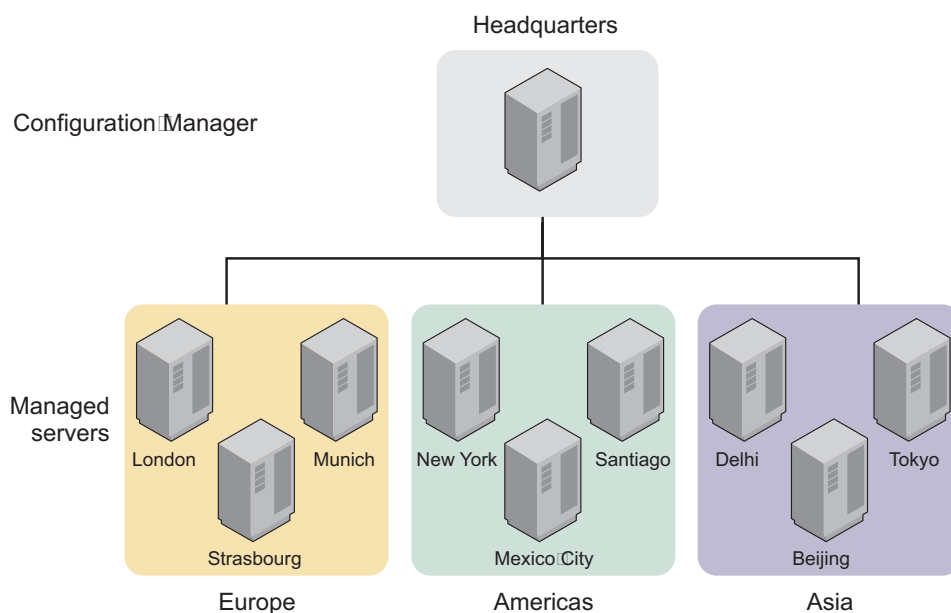 Headquarters
Configuration Manager
Managed
servers
London
Munich
Strasbourg
New York
Santiago
Mexico City
Delhi
Tokyo
Beijing
Europe
Americas
Asia